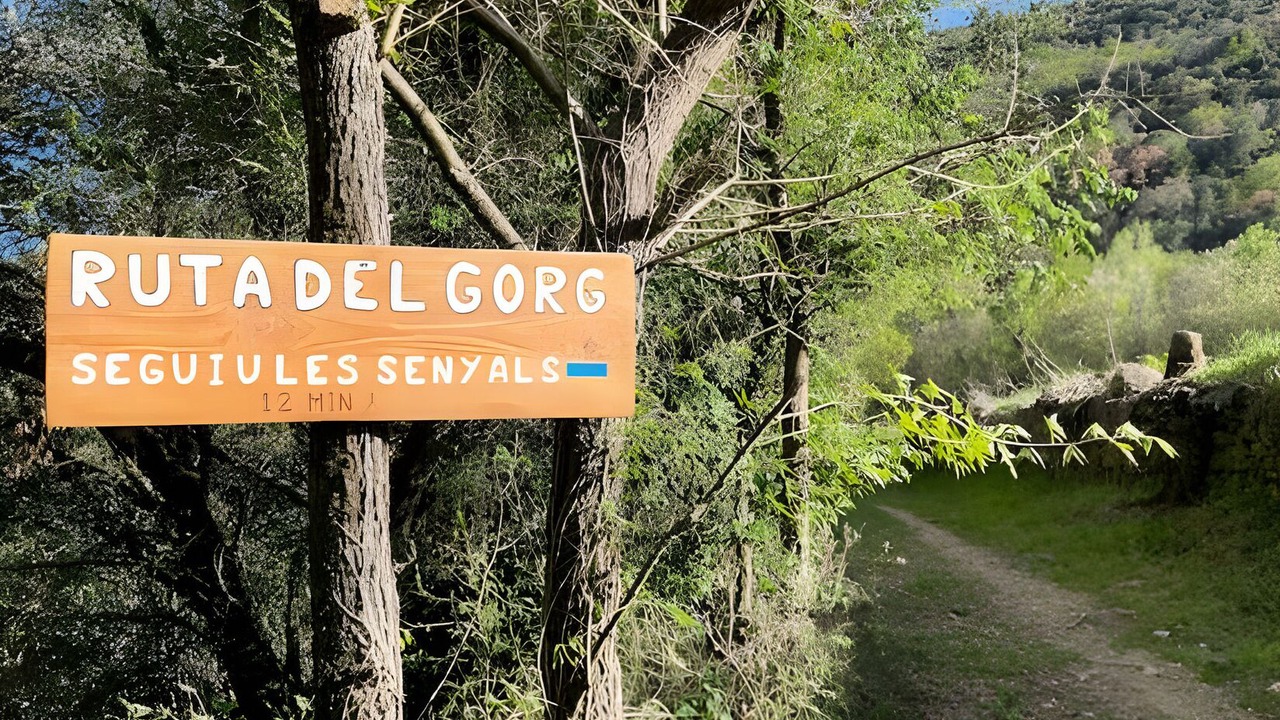 RUTA DEL GORG
SEGUIU LES SENYALS
12 MIN